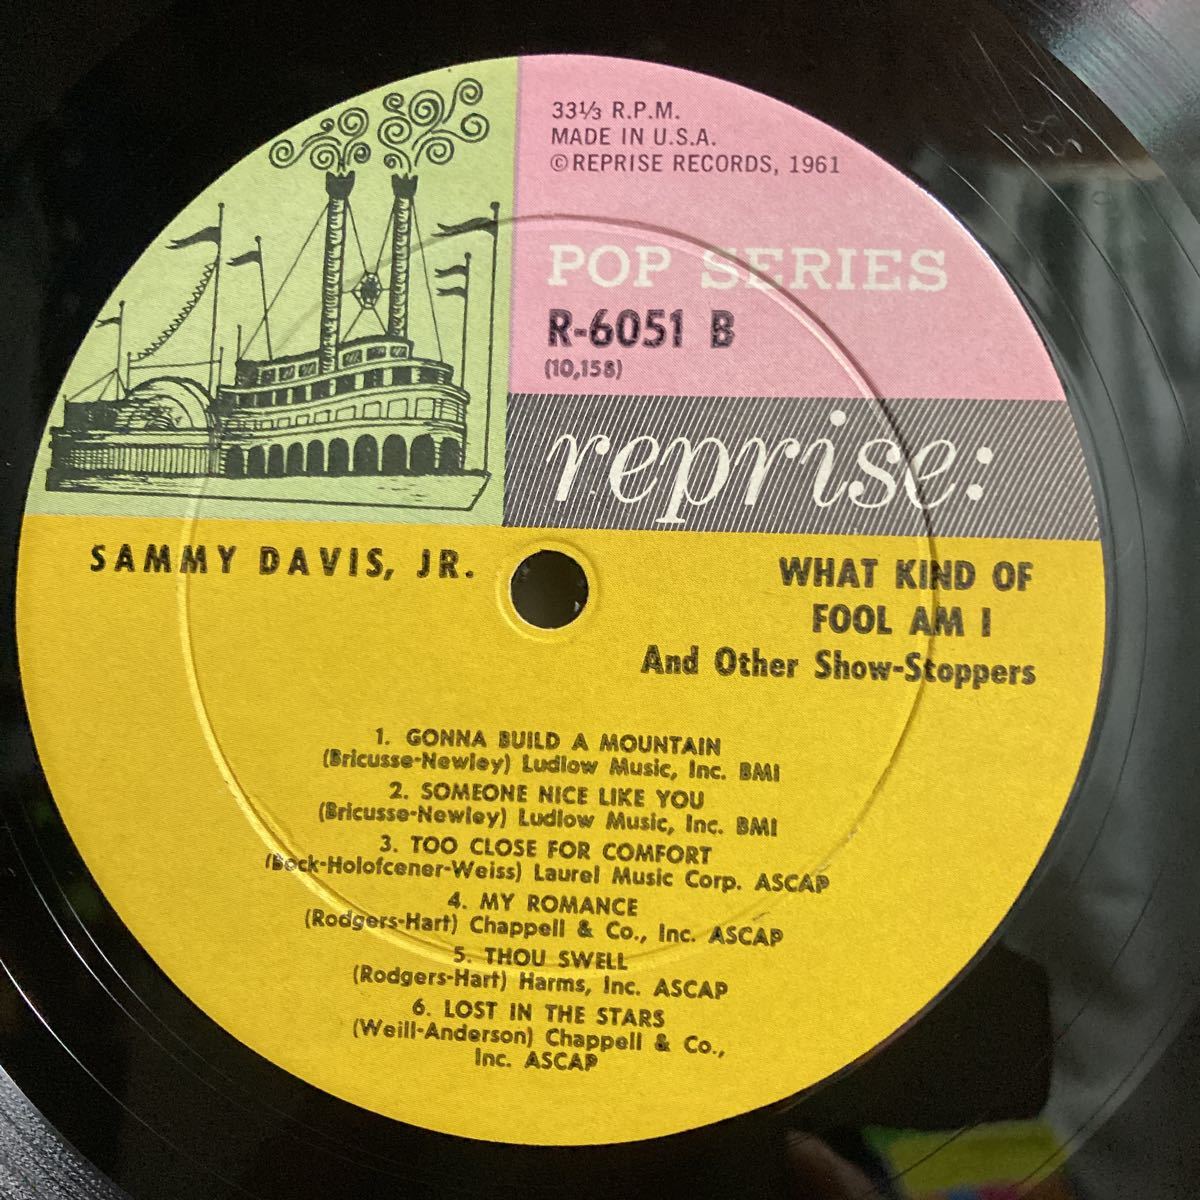 33⅓ R.P.M.
MADE IN U.S.A.
©REPRISE RECORDS, 1961
POP SERIES
R-6051 B
(10,158)
reprise:
SAMMY DAVIS, JR.
WHAT KIND OF
FOOL AM I
And Other Show-Stoppers
1. GONNA BUILD A MOUNTAIN
(Bricusse-Newley) Ludlow Music, Inc. BMI
2. SOMEONE NICE LIKE YOU
(Bricusse-Newley) Ludlow Music, Inc. BMI
3. TOO CLOSE FOR COMFORT
(Bock-Holofcener-Weiss) Laurel Music Corp. ASCAP
4. MY ROMANCE
(Rodgers-Hart) Chappell & Co., Inc. ASCAP
5. THOU SWELL
(Rodgers-Hart) Harms, Inc. ASCAP
6. LOST IN THE STARS
(Weill-Anderson) Chappell & Co.,
Inc. ASCAP